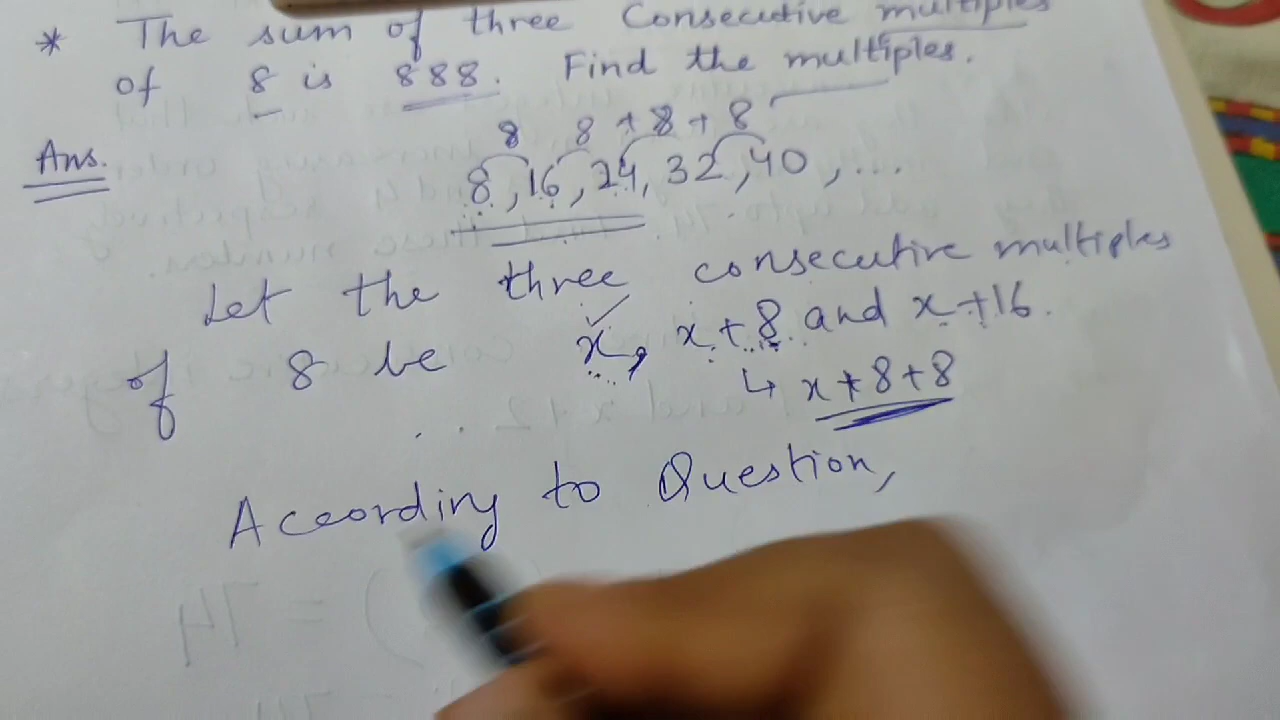 * The sum of three Consecutive multiples
of 8 is 888. Find the multiples.
Ans.
8 8 + 8 + 8
8, 16, 24, 32, 40, ...
Let the three consecutive multiples
of 8 be x, x+8 and x+16.
↳ x+8+8
According to Question,